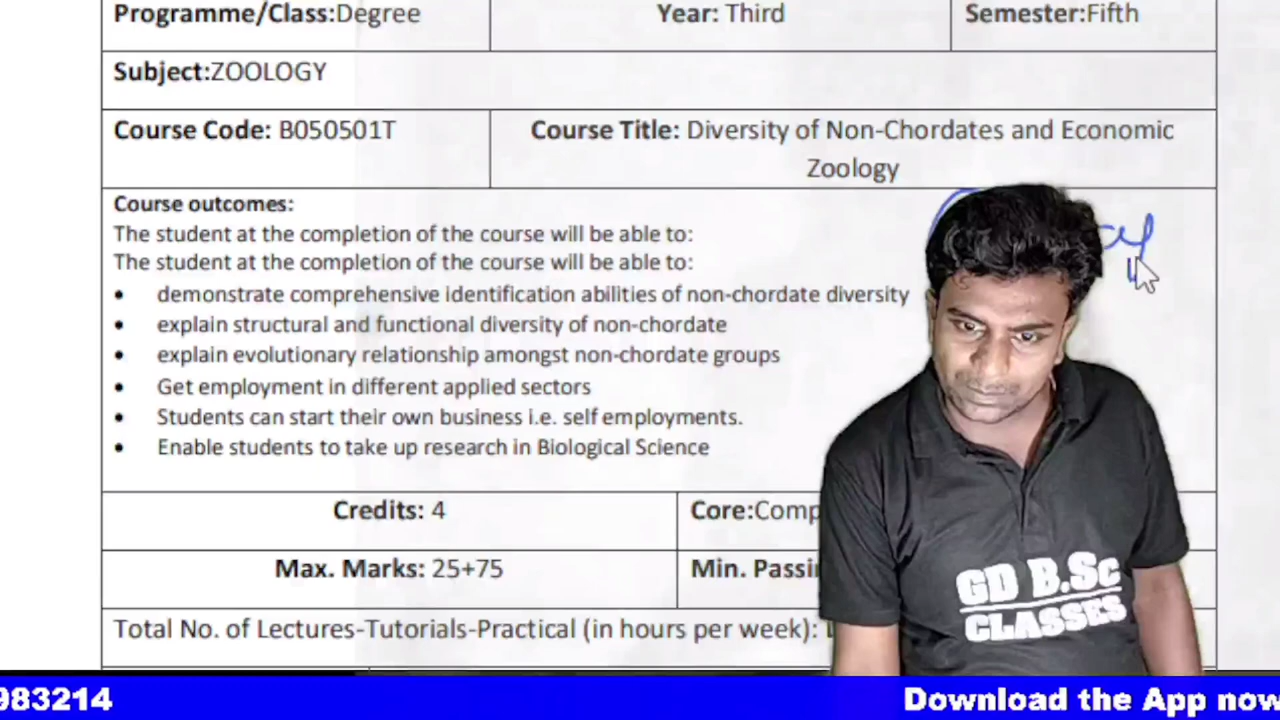 Programme/Class:Degree
Year: Third
Semester:Fifth
Subject:ZOOLOGY
Course Code: B050501T
Course Title: Diversity of Non-Chordates and Economic
Zoology
Course outcomes:
The student at the completion of the course will be able to:
The student at the completion of the course will be able to:
• demonstrate comprehensive identification abilities of non-chordate diversity
• explain structural and functional diversity of non-chordate
• explain evolutionary relationship amongst non-chordate groups
• Get employment in different applied sectors
• Students can start their own business i.e. self employments.
• Enable students to take up research in Biological Science
Credits: 4
Core:Comp
Max. Marks: 25+75
Min. Passi
Total No. of Lectures-Tutorials-Practical (in hours per week): L
GD B.Sc
CLASSES
983214
Download the App now